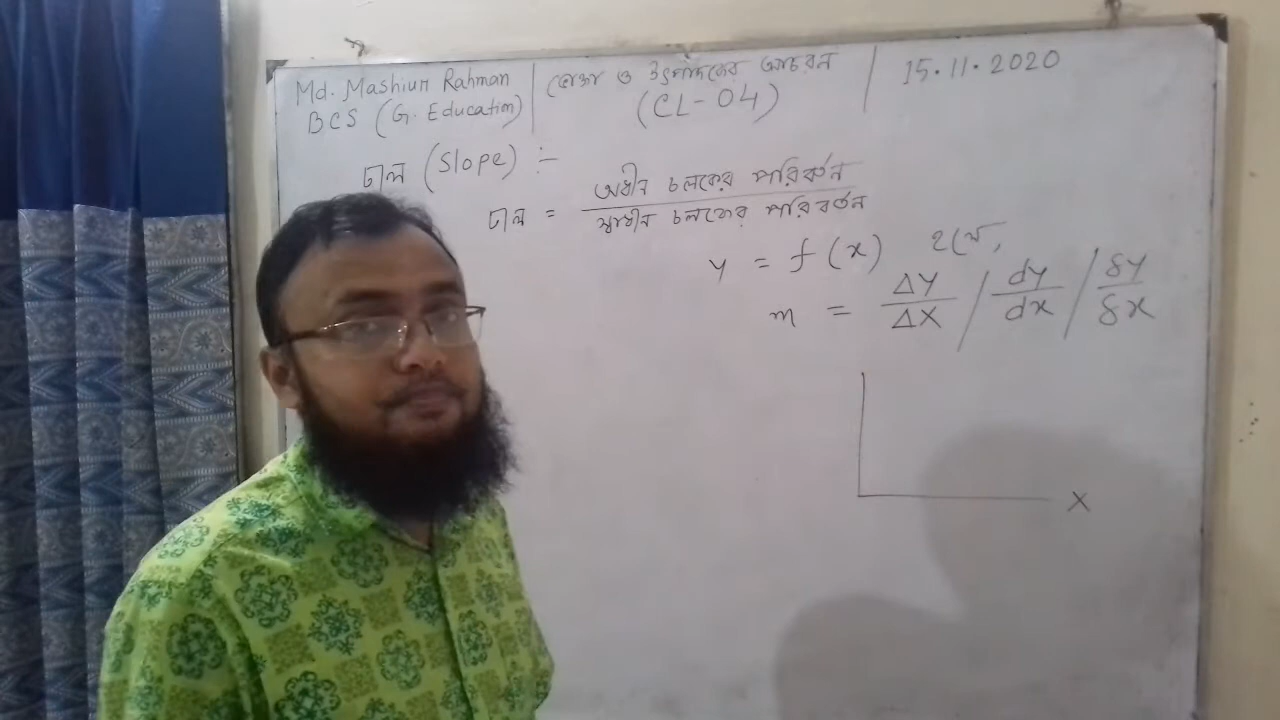 Md. Mashiur Rahman
BCS (G. Education)
ভোক্তা ও উৎপাদকের আচরন
(CL-04)
15.11.2020
ঢাল (Slope) :-
ঢাল = অধীন চলকের পরিবর্তন / স্বাধীন চলকের পরিবর্তন
y = f (x) হলে,
m = ΔY/ΔX / dy/dx / δy/δx
X